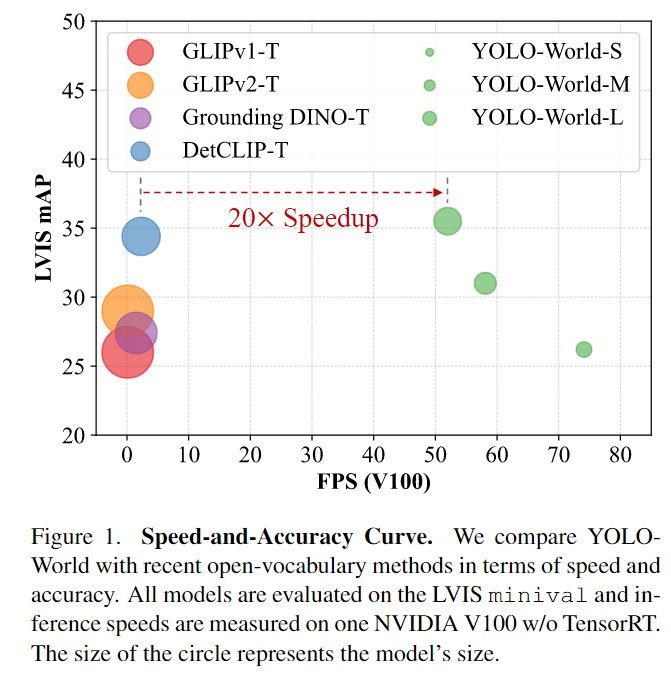 50
45
40
35
30
25
20
LVIS mAP
GLIPv1-T
GLIPv2-T
Grounding DINO-T
DetCLIP-T
YOLO-World-S
YOLO-World-M
YOLO-World-L
20× Speedup
0 10 20 30 40 50 60 70 80
FPS (V100)
Figure 1. Speed-and-Accuracy Curve. We compare YOLO-
World with recent open-vocabulary methods in terms of speed and
accuracy. All models are evaluated on the LVIS minival and in-
ference speeds are measured on one NVIDIA V100 w/o TensorRT.
The size of the circle represents the model's size.